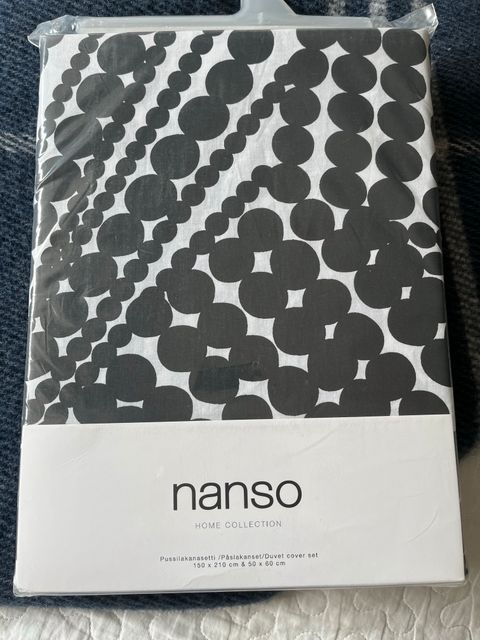 nanso
HOME COLLECTION
Pussilakanasetti /Påslakanset/Duvet cover set
150 x 210 cm & 50 x 60 cm